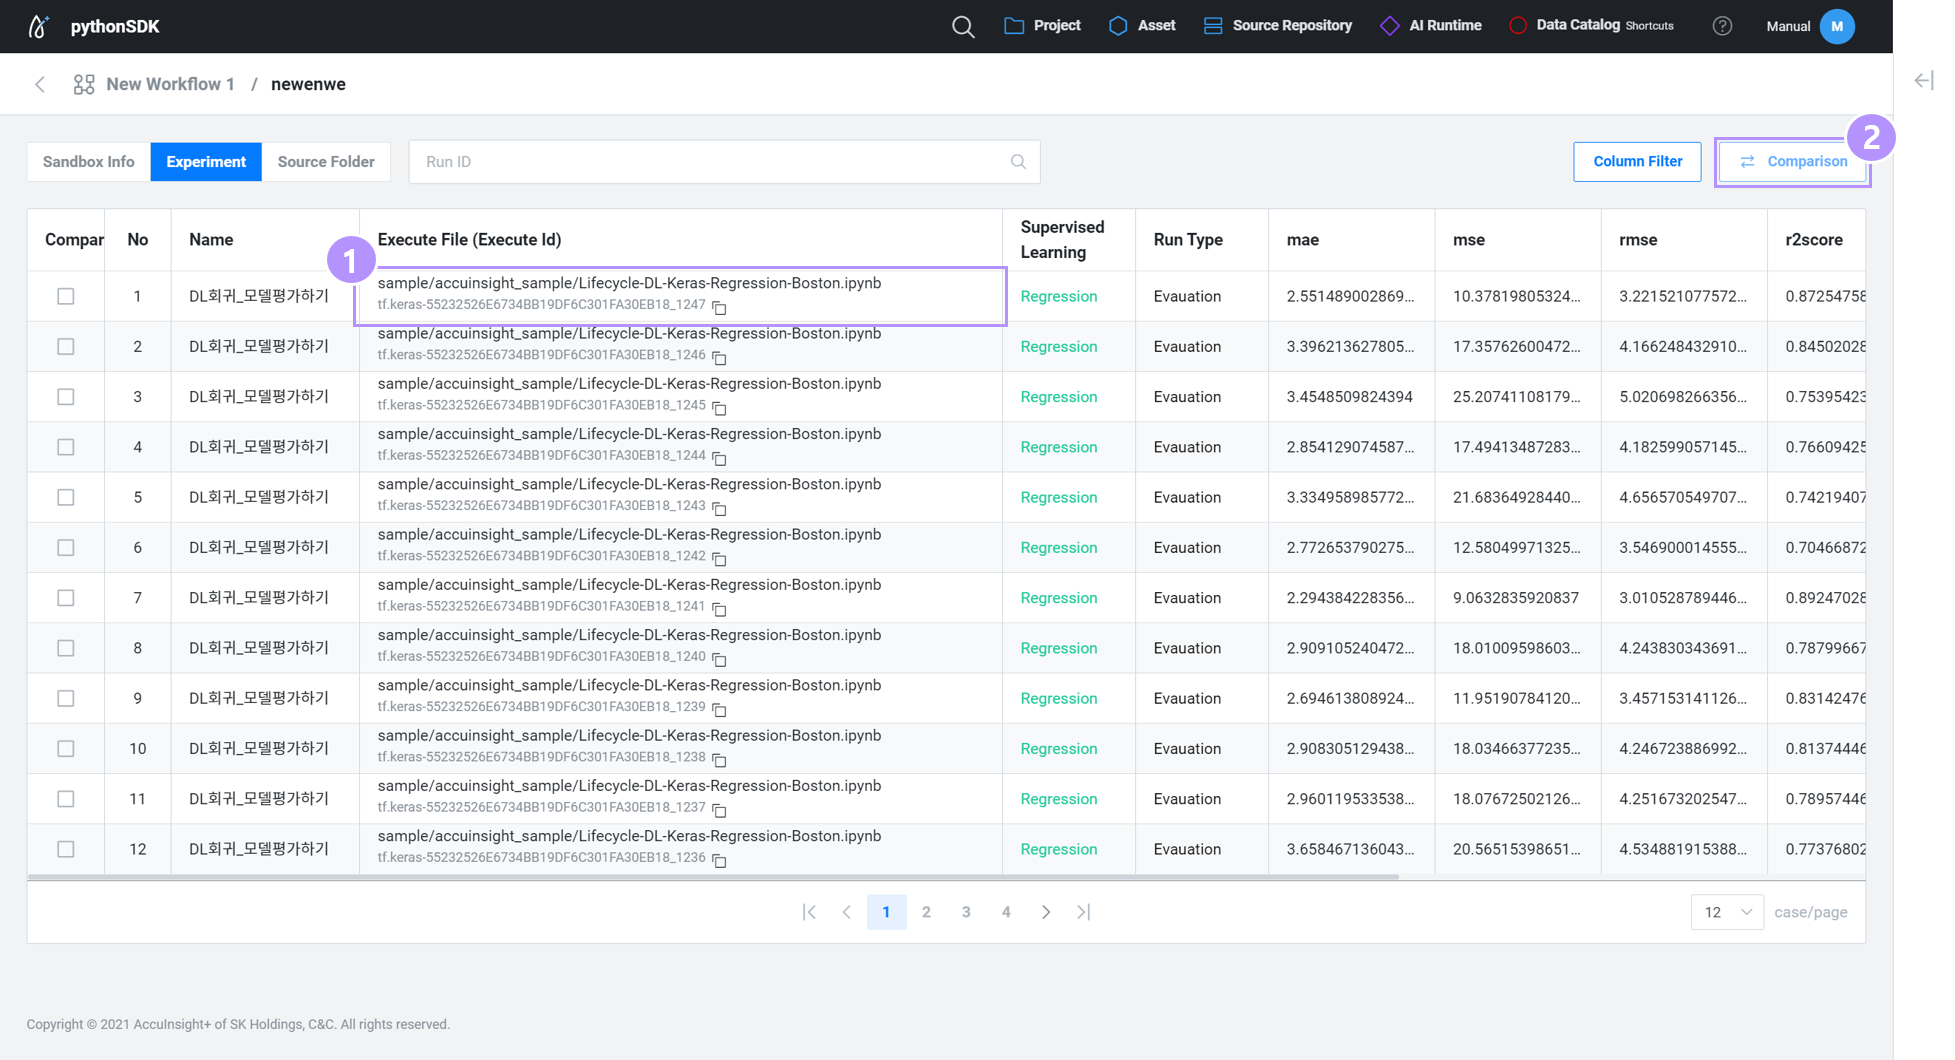 pythonSDK
Project
Asset
Source Repository
AI Runtime
Data Catalog Shortcuts
?
Manual
M
New Workflow 1 / newenwe
Sandbox Info
Experiment
Source Folder
Run ID
Column Filter
Comparison
2
Compar
No
Name
Execute File (Execute Id)
Supervised
Learning
Run Type
mae
mse
rmse
r2score
1
1
DL회귀_모델평가하기
sample/accuinsight_sample/Lifecycle-DL-Keras-Regression-Boston.ipynb
tf.keras-55232526E6734BB19DF6C301FA30EB18_1247
Regression
Evauation
2.551489002869...
10.37819805324...
3.221521077572...
0.87254758
2
DL회귀_모델평가하기
sample/accuinsight_sample/Lifecycle-DL-Keras-Regression-Boston.ipynb
tf.keras-55232526E6734BB19DF6C301FA30EB18_1246
Regression
Evauation
3.396213627805...
17.35762600472...
4.166248432910...
0.84502028
3
DL회귀_모델평가하기
sample/accuinsight_sample/Lifecycle-DL-Keras-Regression-Boston.ipynb
tf.keras-55232526E6734BB19DF6C301FA30EB18_1245
Regression
Evauation
3.4548509824394
25.20741108179...
5.020698266356...
0.75395423
4
DL회귀_모델평가하기
sample/accuinsight_sample/Lifecycle-DL-Keras-Regression-Boston.ipynb
tf.keras-55232526E6734BB19DF6C301FA30EB18_1244
Regression
Evauation
2.854129074587...
17.49413487283...
4.182599057145...
0.76609425
5
DL회귀_모델평가하기
sample/accuinsight_sample/Lifecycle-DL-Keras-Regression-Boston.ipynb
tf.keras-55232526E6734BB19DF6C301FA30EB18_1243
Regression
Evauation
3.334958985772...
21.68364928440...
4.656570549707...
0.74219407
6
DL회귀_모델평가하기
sample/accuinsight_sample/Lifecycle-DL-Keras-Regression-Boston.ipynb
tf.keras-55232526E6734BB19DF6C301FA30EB18_1242
Regression
Evauation
2.772653790275...
12.58049971325...
3.546900014555...
0.70466872
7
DL회귀_모델평가하기
sample/accuinsight_sample/Lifecycle-DL-Keras-Regression-Boston.ipynb
tf.keras-55232526E6734BB19DF6C301FA30EB18_1241
Regression
Evauation
2.294384228356...
9.0632835920837
3.010528789446...
0.89247028
8
DL회귀_모델평가하기
sample/accuinsight_sample/Lifecycle-DL-Keras-Regression-Boston.ipynb
tf.keras-55232526E6734BB19DF6C301FA30EB18_1240
Regression
Evauation
2.909105240472...
18.01009598603...
4.243830343691...
0.78799667
9
DL회귀_모델평가하기
sample/accuinsight_sample/Lifecycle-DL-Keras-Regression-Boston.ipynb
tf.keras-55232526E6734BB19DF6C301FA30EB18_1239
Regression
Evauation
2.694613808924...
11.95190784120...
3.457153141126...
0.83142476
10
DL회귀_모델평가하기
sample/accuinsight_sample/Lifecycle-DL-Keras-Regression-Boston.ipynb
tf.keras-55232526E6734BB19DF6C301FA30EB18_1238
Regression
Evauation
2.908305129438...
18.03466377235...
4.246723886992...
0.81374446
11
DL회귀_모델평가하기
sample/accuinsight_sample/Lifecycle-DL-Keras-Regression-Boston.ipynb
tf.keras-55232526E6734BB19DF6C301FA30EB18_1237
Regression
Evauation
2.960119533538...
18.07672502126...
4.251673202547...
0.78957446
12
DL회귀_모델평가하기
sample/accuinsight_sample/Lifecycle-DL-Keras-Regression-Boston.ipynb
tf.keras-55232526E6734BB19DF6C301FA30EB18_1236
Regression
Evauation
3.658467136043...
20.56515398651...
4.534881915388...
0.77376802
1 2 3 4
12
case/page
Copyright © 2021 AccuInsight+ of SK Holdings, C&C. All rights reserved.